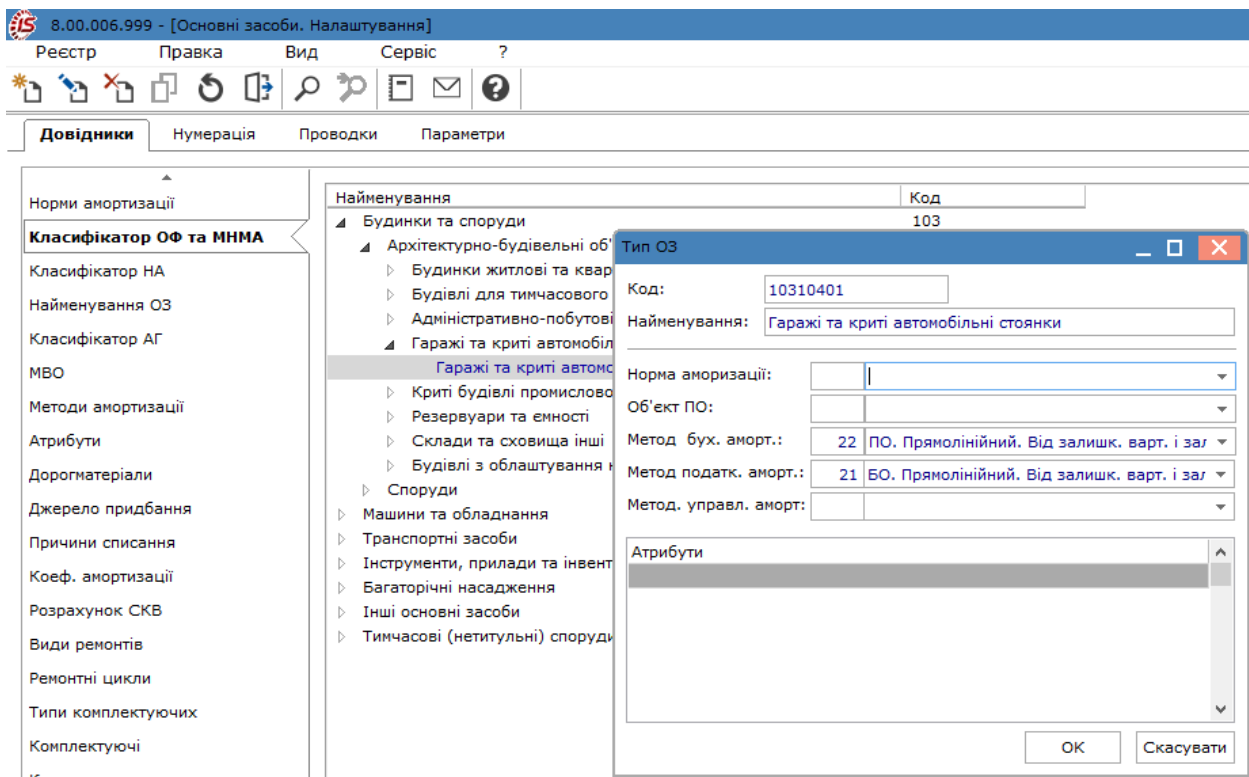 8.00.006.999 - [Основні засоби. Налаштування]
Реєстр Правка Вид Сервіс ?
Довідники Нумерація Проводки Параметри
Норми амортизації
Класифікатор ОФ та МНМА
Класифікатор НА
Найменування ОЗ
Класифікатор АГ
МВО
Методи амортизації
Атрибути
Дорогматеріали
Джерело придбання
Причини списання
Коеф. амортизації
Розрахунок СКВ
Види ремонтів
Ремонтні цикли
Типи комплектуючих
Комплектуючі
Найменування Код
Будинки та споруди 103
Архітектурно-будівельні об'
Будинки житлові та квар
Будівлі для тимчасового
Адміністративно-побутові
Гаражі та криті автомобіл
Гаражі та криті автомо
Криті будівлі промислово
Резервуари та ємності
Склади та сховища інші
Будівлі з облаштування
Споруди
Машини та обладнання
Транспортні засоби
Інструменти, прилади та інвент
Багаторічні насадження
Інші основні засоби
Тимчасові (нетитульні) споруди
Тип ОЗ
Код: 10310401
Найменування: Гаражі та криті автомобільні стоянки
Норма аморизації:
Об'єкт ПО:
Метод бух. аморт.: 22 ПО. Прямолінійний. Від залишк. варт. і зал
Метод податк. аморт.: 21 БО. Прямолінійний. Від залишк. варт. і зал
Метод. управл. аморт:
Атрибути
OK Скасувати